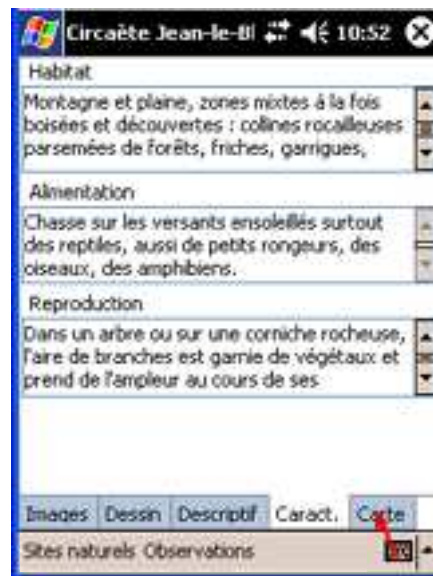 Circaète Jean-le-Bl 10:52
Habitat
Montagne et plaine, zones mixtes á la fois
boisées et découvertes : collines rocailleuses
parsemées de forêts, friches, garrigues,
Alimentation
Chasse sur les versants ensoleillés surtout
des reptiles, aussi de petits rongeurs, des
oiseaux, des amphibiens.
Reproduction
Dans un arbre ou sur une corniche rocheuse,
l'aire de branches est garnie de végétaux et
prend de l'ampleur au cours de ses
Images Dessin Descriptif Caract. Carte
Sites naturels Observations